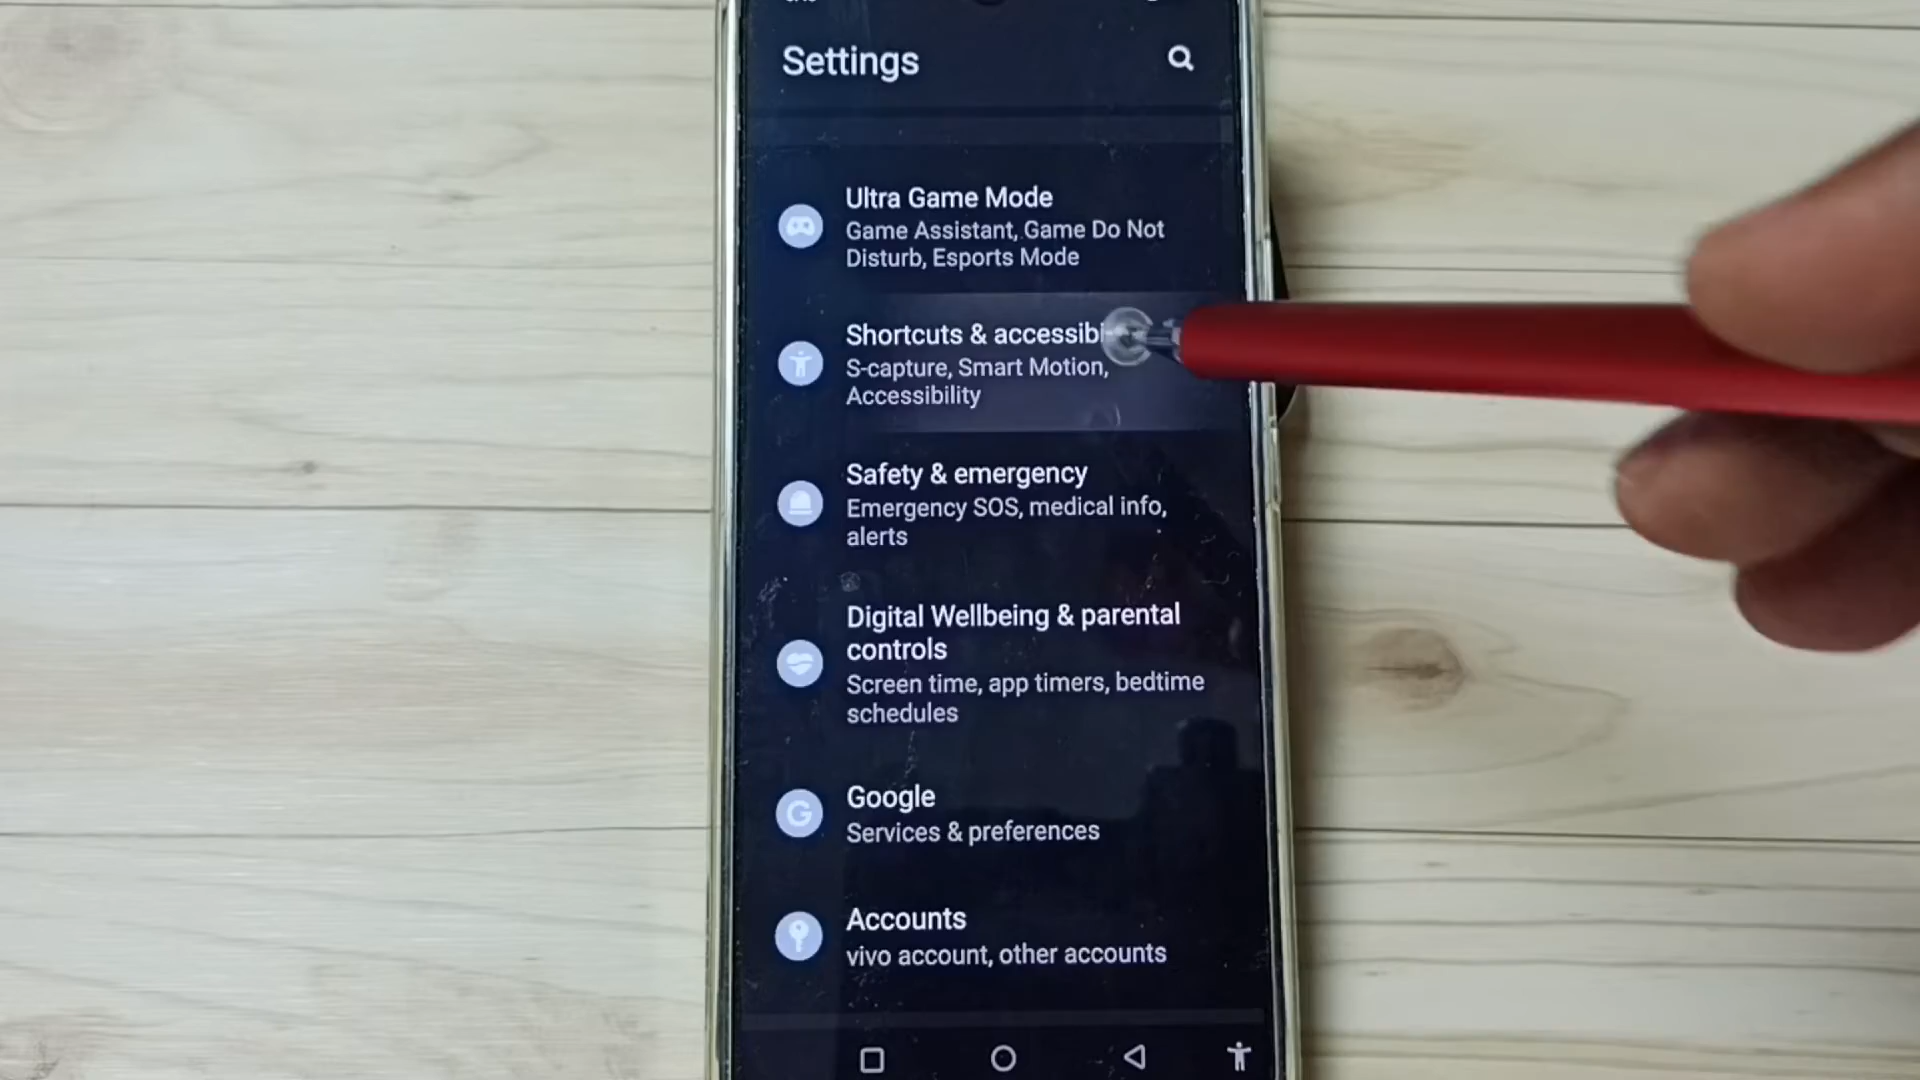 Settings
Ultra Game Mode
Game Assistant, Game Do Not
Disturb, Esports Mode
Shortcuts & accessibi
S-capture, Smart Motion,
Accessibility
Safety & emergency
Emergency SOS, medical info,
alerts
Digital Wellbeing & parental
controls
Screen time, app timers, bedtime
schedules
G
Google
Services & preferences
Accounts
vivo account, other accounts